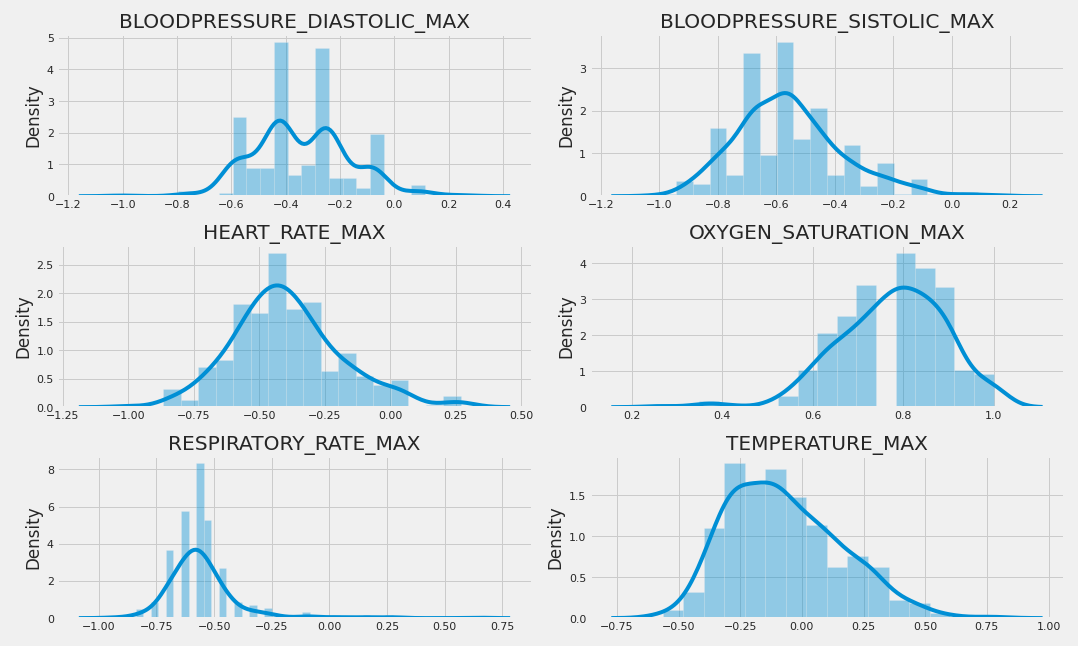 BLOODPRESSURE_DIASTOLIC_MAX
Density
5
4
3
2
1
0
−1.2 −1.0 −0.8 −0.6 −0.4 −0.2 0.0 0.2 0.4
BLOODPRESSURE_SISTOLIC_MAX
Density
3
2
1
0
−1.2 −1.0 −0.8 −0.6 −0.4 −0.2 0.0 0.2
HEART_RATE_MAX
Density
2.5
2.0
1.5
1.0
0.5
0.0
−1.25 −1.00 −0.75 −0.50 −0.25 0.00 0.25 0.50
OXYGEN_SATURATION_MAX
Density
4
3
2
1
0
0.2 0.4 0.6 0.8 1.0
RESPIRATORY_RATE_MAX
Density
8
6
4
2
0
−1.00 −0.75 −0.50 −0.25 0.00 0.25 0.50 0.75
TEMPERATURE_MAX
Density
1.5
1.0
0.5
0.0
−0.75 −0.50 −0.25 0.00 0.25 0.50 0.75 1.00